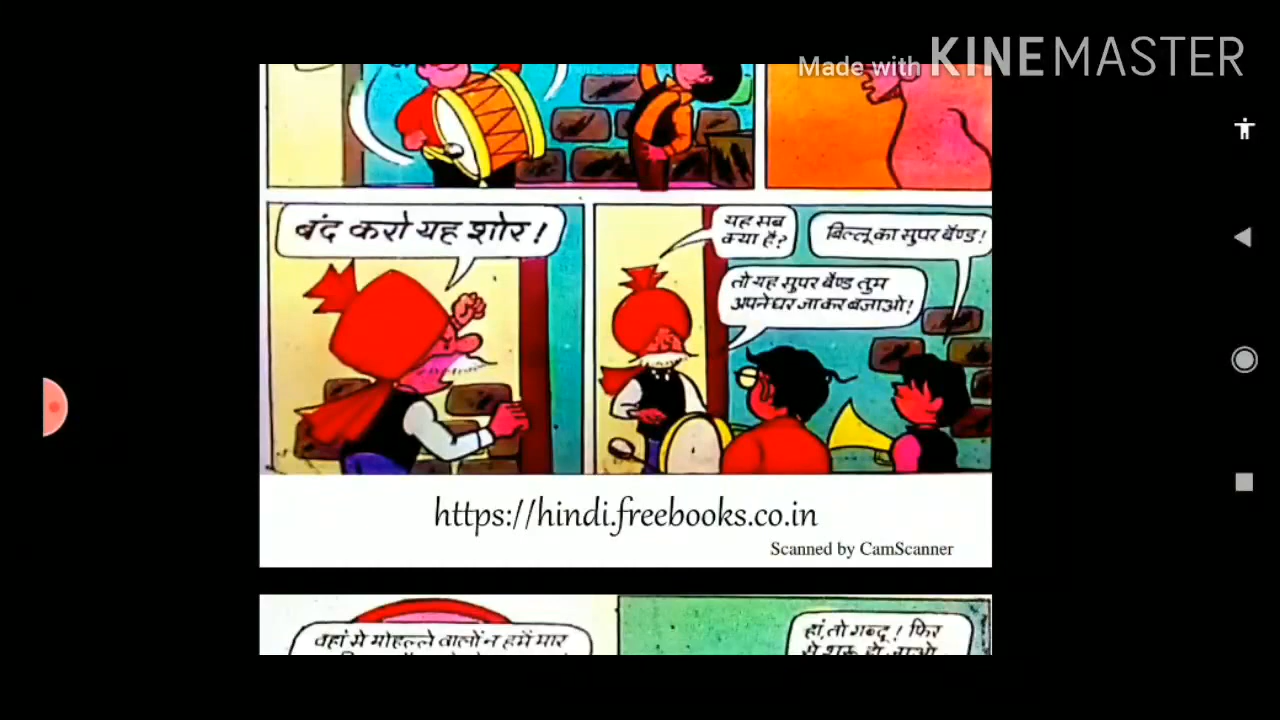 Made with KINEMASTER
बंद करो यह शोर!
यह सब
क्या है?
बिल्लू का सुपर बैण्ड!
तो यह सुपर बैण्ड तुम
अपने घर जाकर बजाओ!
https://hindi.freebooks.co.in
Scanned by CamScanner
वहां से मोहल्ले वालों न हमें मार
हां, तो गब्दू! फिर
से शुरू हो जाओ